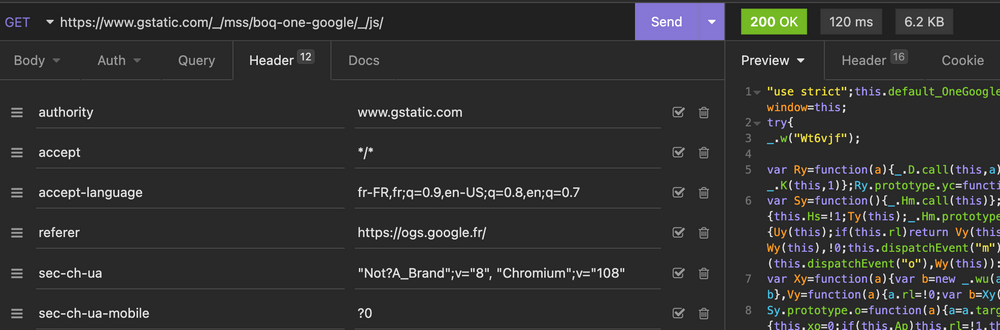 GET https://www.gstatic.com/_/mss/boq-one-google/_/js/ Send 200 OK 120 ms 6.2 KB
Body Auth Query Header 12 Docs Preview Header 16 Cookie
authority www.gstatic.com
accept */*
accept-language fr-FR,fr;q=0.9,en-US;q=0.8,en;q=0.7
referer https://ogs.google.fr/
sec-ch-ua "Not?A_Brand";v="8", "Chromium";v="108"
sec-ch-ua-mobile ?0
1 "use strict";this.default_OneGoogle
window=this;
2 try{
3 _.w("Wt6vjf");
4
5 var Ry=function(a){_.D.call(this,a)
_.K(this,1)};Ry.prototype.yc=functi
6 var Sy=function(){_.Hm.call(this)};
{this.Hs=!1;Ty(this);_.Hm.prototype
{Uy(this);if(this.rl)return Vy(this
Wy(this),!0;this.dispatchEvent("m")
(this.dispatchEvent("o"),Wy(this)):
7 var Xy=function(a){var b=new _.wu(a
b},Vy=function(a){a.rl=!0;var b=Xy(
8 Sy.prototype.o=function(a){a=a.targ
{this.xo=0;if(this.Ao)this.rl=!1,th